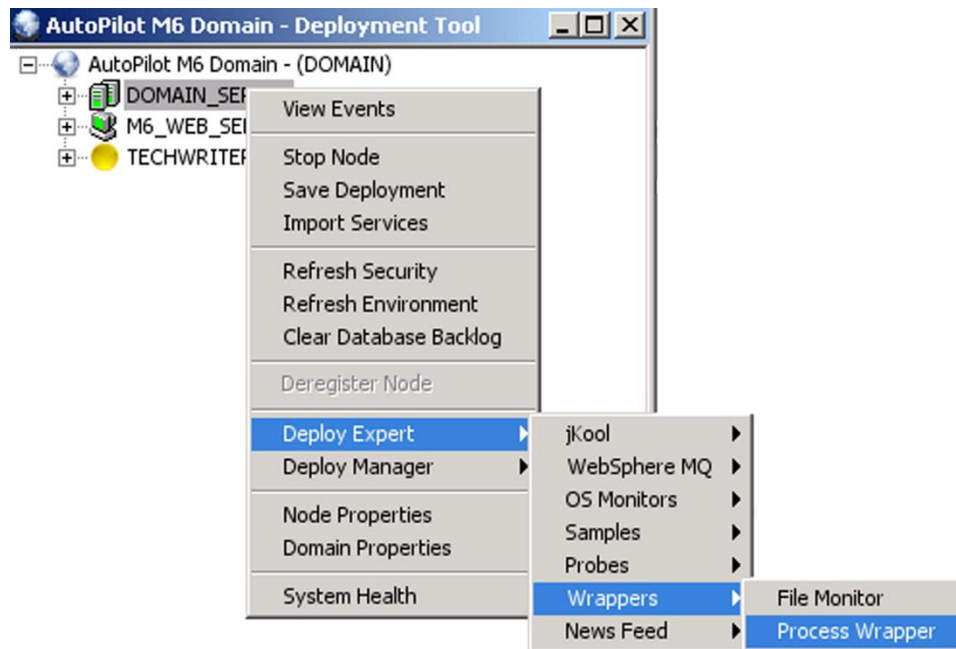 AutoPilot M6 Domain - Deployment Tool
AutoPilot M6 Domain - (DOMAIN)
DOMAIN_SER
M6_WEB_SE
TECHWRITE
View Events
Stop Node
Save Deployment
Import Services
Refresh Security
Refresh Environment
Clear Database Backlog
Deregister Node
Deploy Expert
Deploy Manager
Node Properties
Domain Properties
System Health
jKool
WebSphere MQ
OS Monitors
Samples
Probes
Wrappers
News Feed
File Monitor
Process Wrapper